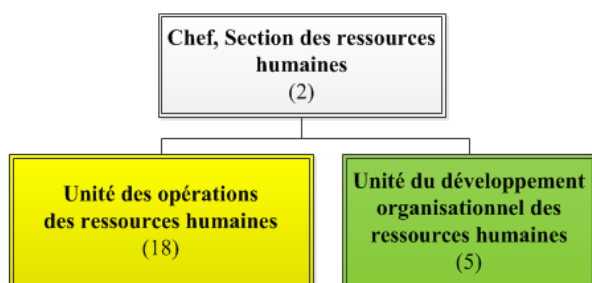 Chef, Section des ressources
humaines
(2)
Unité des opérations
des ressources humaines
(18)
Unité du développement
organisationnel des
ressources humaines
(5)